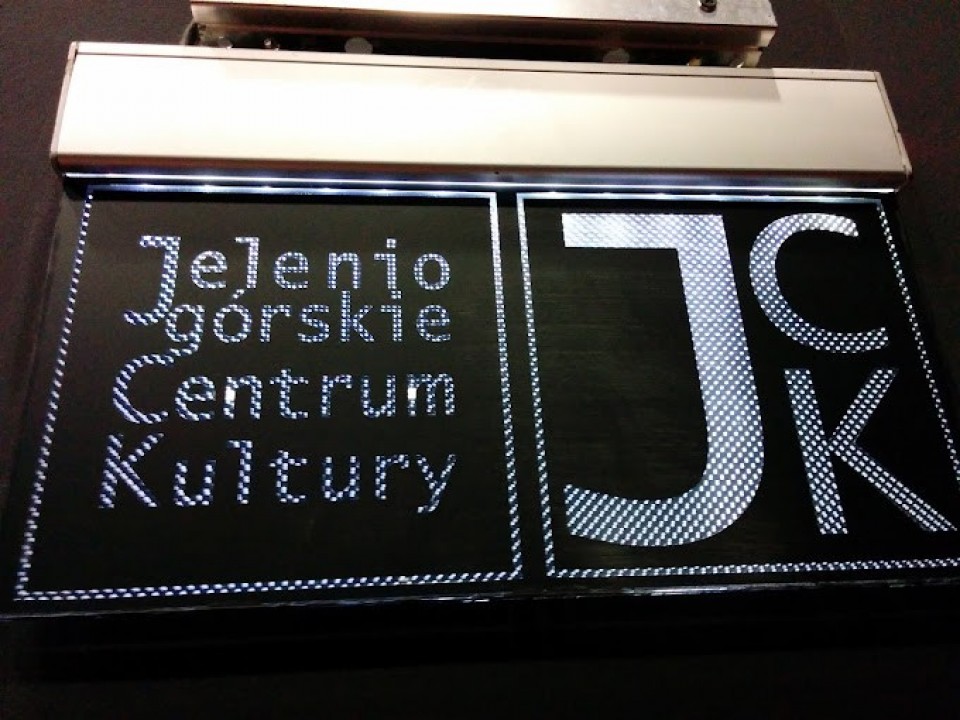 Jelenio
górskie
Centrum
Kultury
JCK